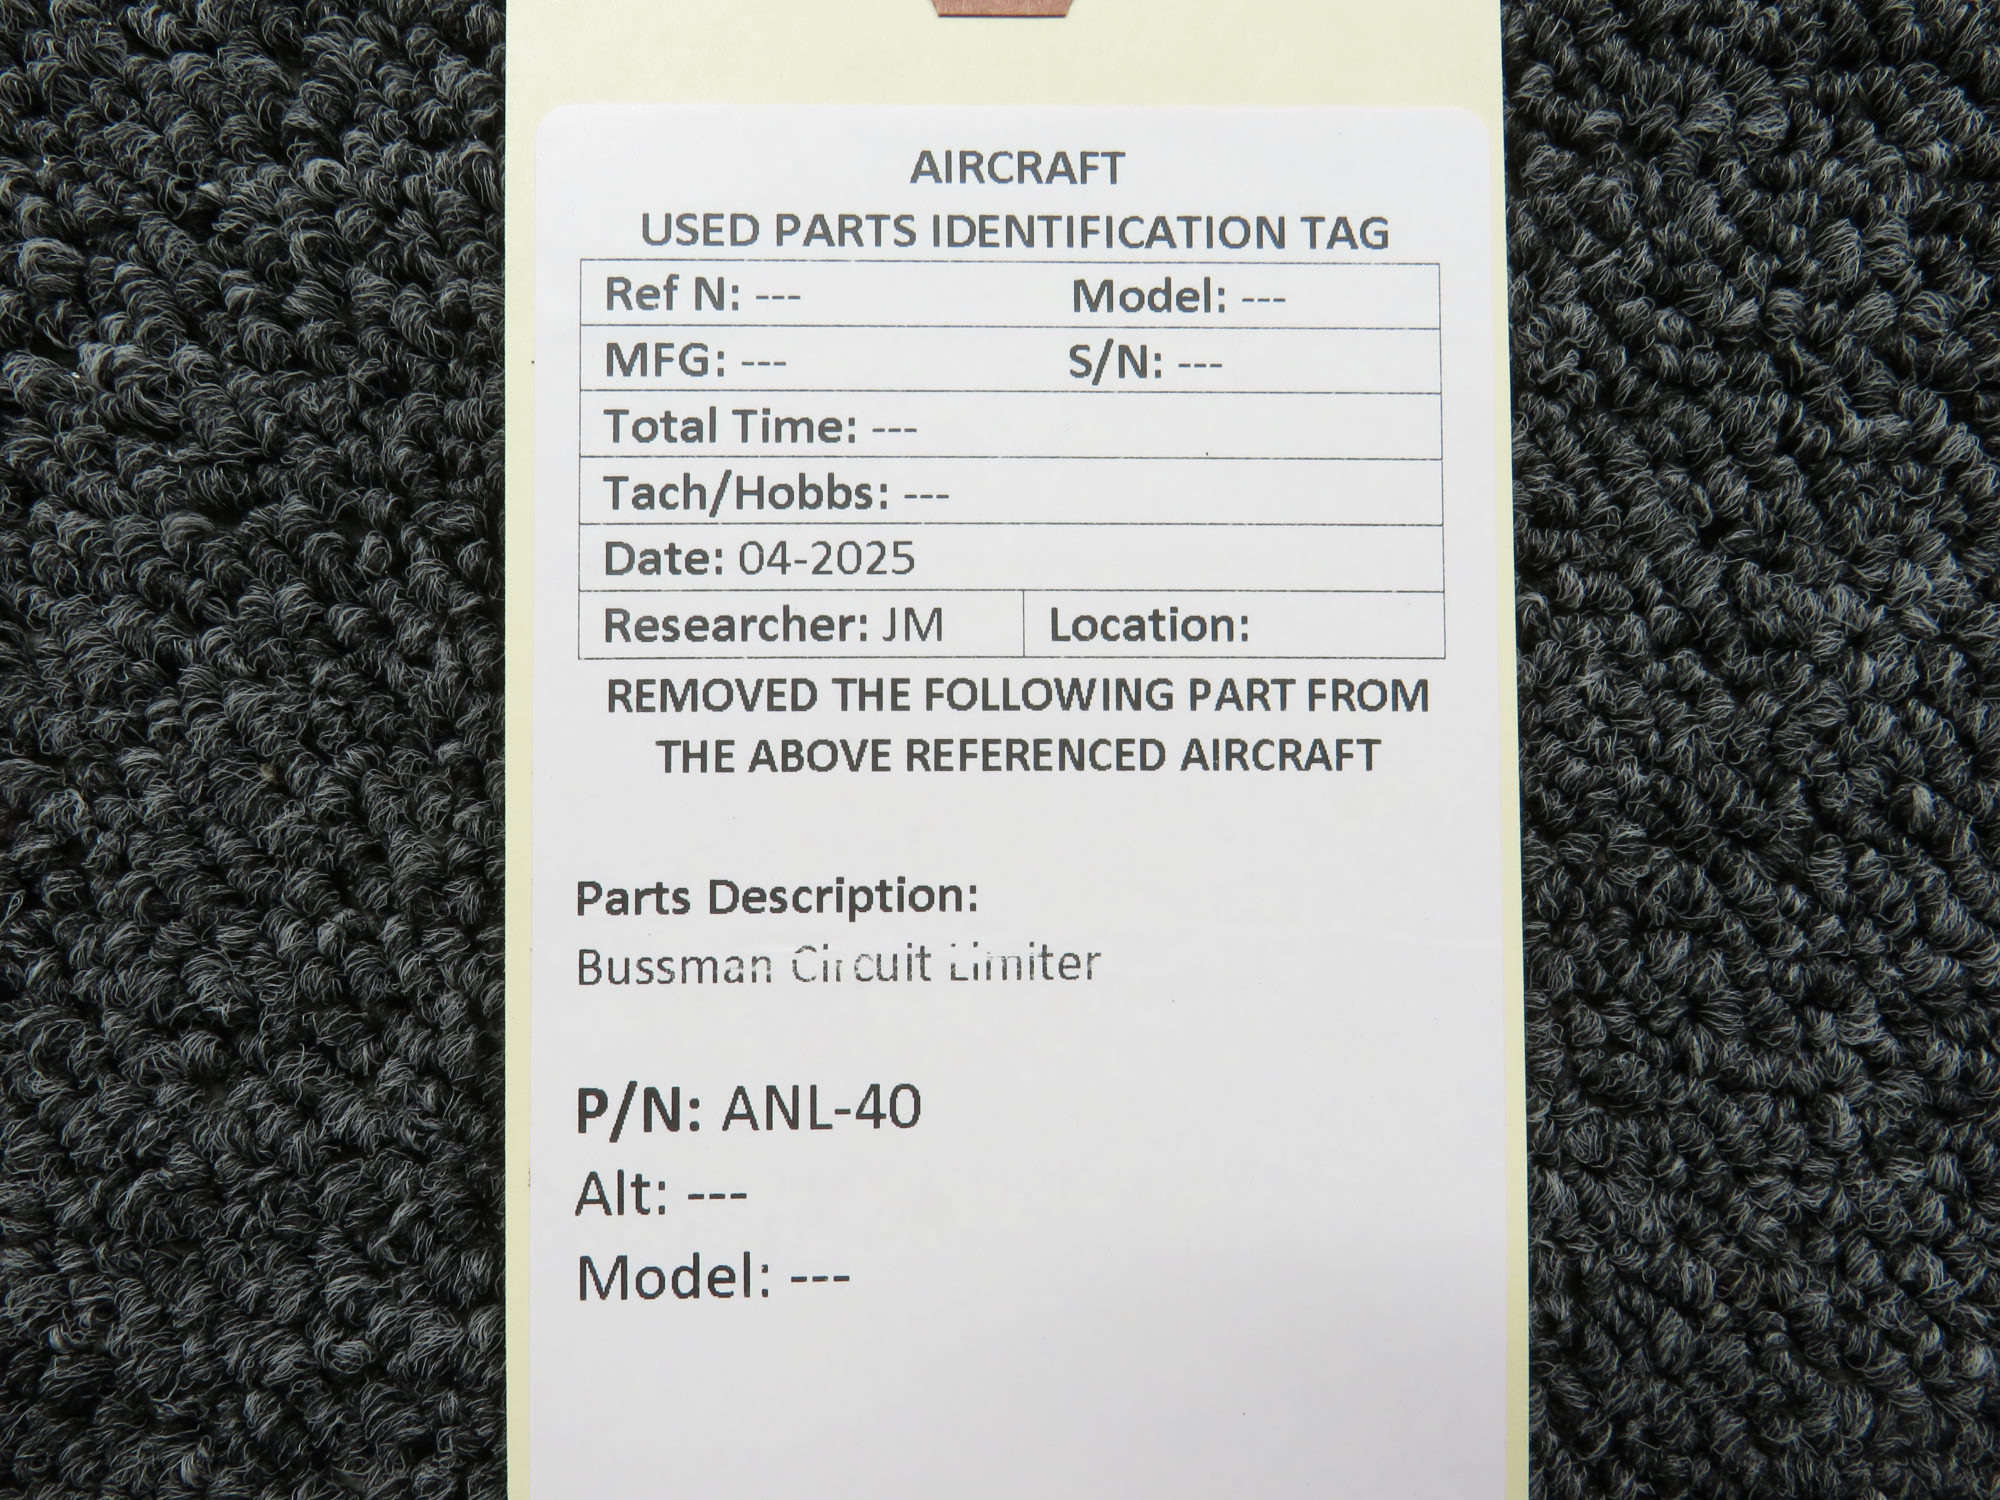 AIRCRAFT
USED PARTS IDENTIFICATION TAG
Ref N: --- Model: ---
MFG: --- S/N: ---
Total Time: ---
Tach/Hobbs: ---
Date: 04-2025
Researcher: JM Location:
REMOVED THE FOLLOWING PART FROM
THE ABOVE REFERENCED AIRCRAFT
Parts Description:
Bussman Circuit Limiter
P/N: ANL-40
Alt: ---
Model: ---